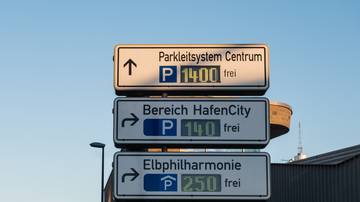 Parkleitsystem Centrum
P 1400 frei
Bereich HafenCity
P 140 frei
Elbphilharmonie
P 250 frei